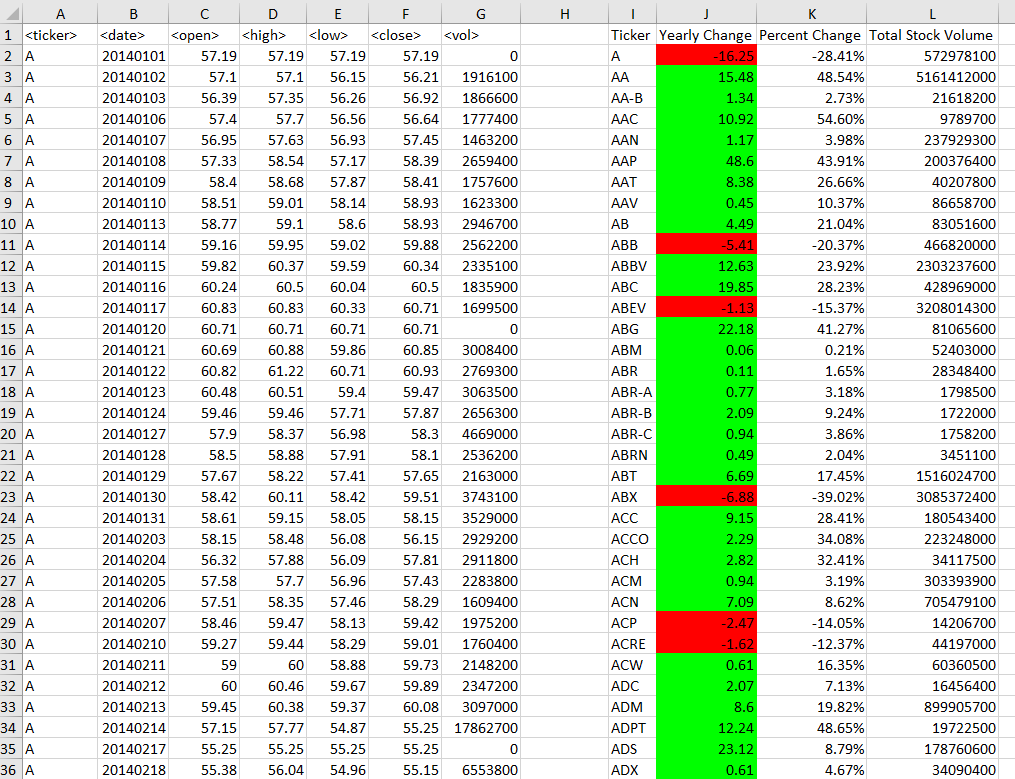 A B C D E F G H I J K L
1 <ticker> <date> <open> <high> <low> <close> <vol> Ticker Yearly Change Percent Change Total Stock Volume
2 A 20140101 57.19 57.19 57.19 57.19 0 A -16.25 -28.41% 572978100
3 A 20140102 57.1 57.1 56.15 56.21 1916100 AA 15.48 48.54% 5161412000
4 A 20140103 56.39 57.35 56.26 56.92 1866600 AA-B 1.34 2.73% 21618200
5 A 20140106 57.4 57.7 56.56 56.64 1777400 AAC 10.92 54.60% 9789700
6 A 20140107 56.95 57.63 56.93 57.45 1463200 AAN 1.17 3.98% 237929300
7 A 20140108 57.33 58.54 57.17 58.39 2659400 AAP 48.6 43.91% 200376400
8 A 20140109 58.4 58.68 57.87 58.41 1757600 AAT 8.38 26.66% 40207800
9 A 20140110 58.51 59.01 58.14 58.93 1623300 AAV 0.45 10.37% 86658700
10 A 20140113 58.77 59.1 58.6 58.93 2946700 AB 4.49 21.04% 83051600
11 A 20140114 59.16 59.95 59.02 59.88 2562200 ABB -5.41 -20.37% 466820000
12 A 20140115 59.82 60.37 59.59 60.34 2335100 ABBV 12.63 23.92% 2303237600
13 A 20140116 60.24 60.5 60.04 60.5 1835900 ABC 19.85 28.23% 428969000
14 A 20140117 60.83 60.83 60.33 60.71 1699500 ABEV -1.13 -15.37% 3208014300
15 A 20140120 60.71 60.71 60.71 60.71 0 ABG 22.18 41.27% 81065600
16 A 20140121 60.69 60.88 59.86 60.85 3008400 ABM 0.06 0.21% 52403000
17 A 20140122 60.82 61.22 60.71 60.93 2769300 ABR 0.11 1.65% 28348400
18 A 20140123 60.48 60.51 59.4 59.47 3063500 ABR-A 0.77 3.18% 1798500
19 A 20140124 59.46 59.46 57.71 57.87 2656300 ABR-B 2.09 9.24% 1722000
20 A 20140127 57.9 58.37 56.98 58.3 4669000 ABR-C 0.94 3.86% 1758200
21 A 20140128 58.5 58.88 57.91 58.1 2536200 ABRN 0.49 2.04% 3451100
22 A 20140129 57.67 58.22 57.41 57.65 2163000 ABT 6.69 17.45% 1516024700
23 A 20140130 58.42 60.11 58.42 59.51 3743100 ABX -6.88 -39.02% 3085372400
24 A 20140131 58.61 59.15 58.05 58.15 3529000 ACC 9.15 28.41% 180543400
25 A 20140203 58.15 58.48 56.08 56.15 2929200 ACCO 2.29 34.08% 223248000
26 A 20140204 56.32 57.88 56.09 57.81 2911800 ACH 2.82 32.41% 34117500
27 A 20140205 57.58 57.7 56.96 57.43 2283800 ACM 0.94 3.19% 303393900
28 A 20140206 57.51 58.35 57.46 58.29 1609400 ACN 7.09 8.62% 705479100
29 A 20140207 58.46 59.47 58.13 59.42 1975200 ACP -2.47 -14.05% 14206700
30 A 20140210 59.27 59.44 58.29 59.01 1760400 ACRE -1.62 -12.37% 44197000
31 A 20140211 59 60 58.88 59.73 2148200 ACW 0.61 16.35% 60360500
32 A 20140212 60 60.46 59.67 59.89 2347200 ADC 2.07 7.13% 16456400
33 A 20140213 59.45 60.38 59.37 60.08 3097000 ADM 8.6 19.82% 899905700
34 A 20140214 57.15 57.77 54.87 55.25 17862700 ADPT 12.24 48.65% 19722500
35 A 20140217 55.25 55.25 55.25 55.25 0 ADS 23.12 8.79% 178760600
36 A 20140218 55.38 56.04 54.96 55.15 6553800 ADX 0.61 4.67% 34090400